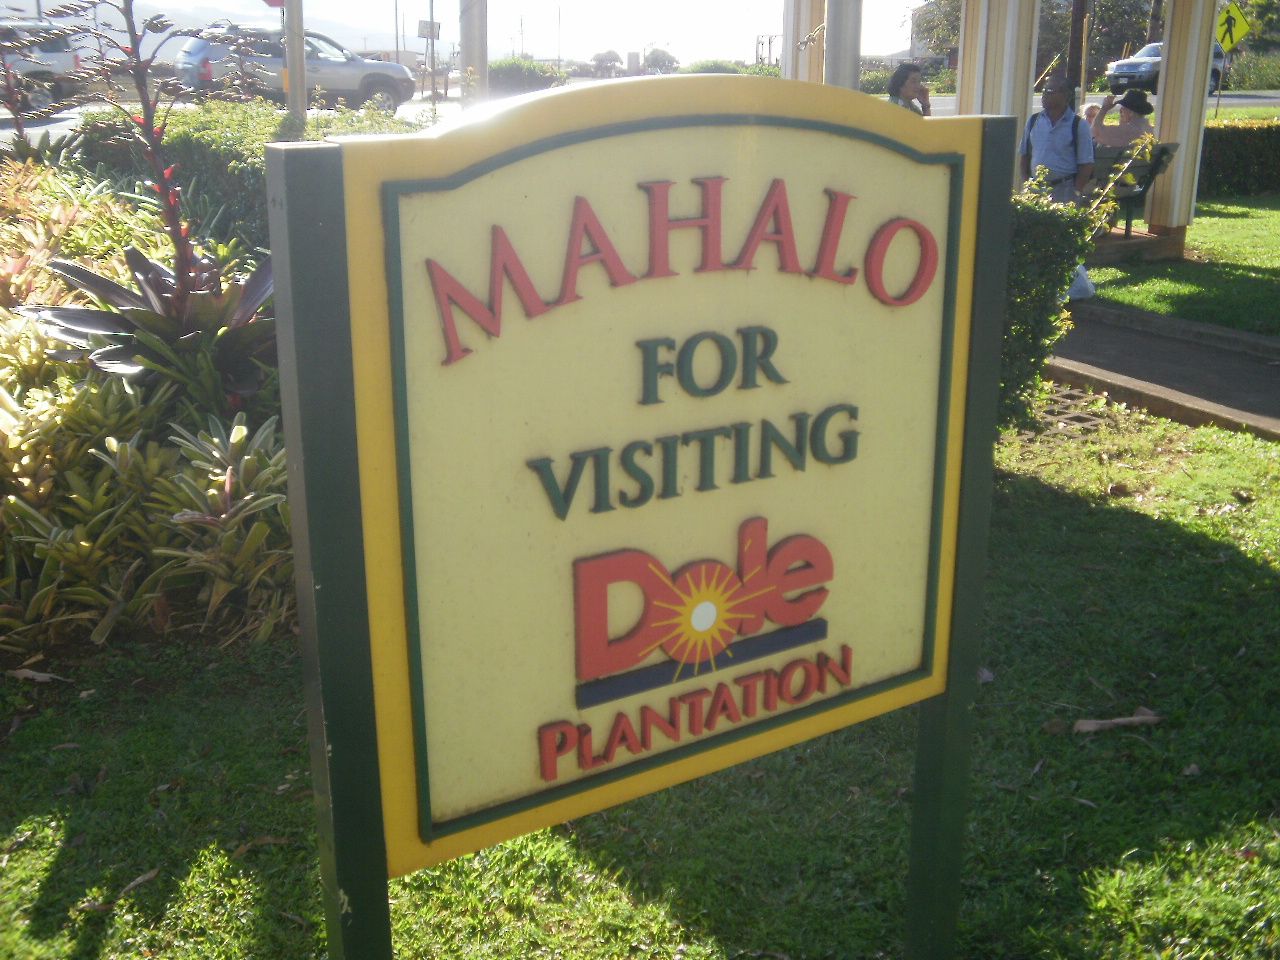 MAHALO
FOR
VISITING
Dole
PLANTATION